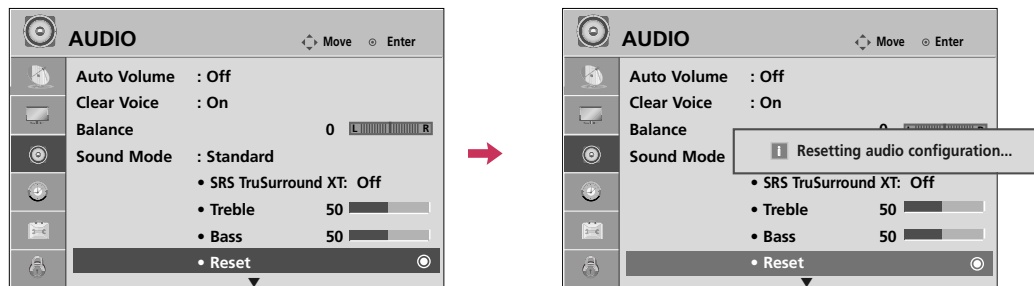 AUDIO
Move
Enter
Auto Volume : Off
Clear Voice : On
Balance 0 L R
Sound Mode : Standard
• SRS TruSurround XT: Off
• Treble 50
• Bass 50
• Reset
AUDIO
Move
Enter
Auto Volume : Off
Clear Voice : On
Balance
Sound Mode
i Resetting audio configuration...
• SRS TruSurround XT: Off
• Treble 50
• Bass 50
• Reset